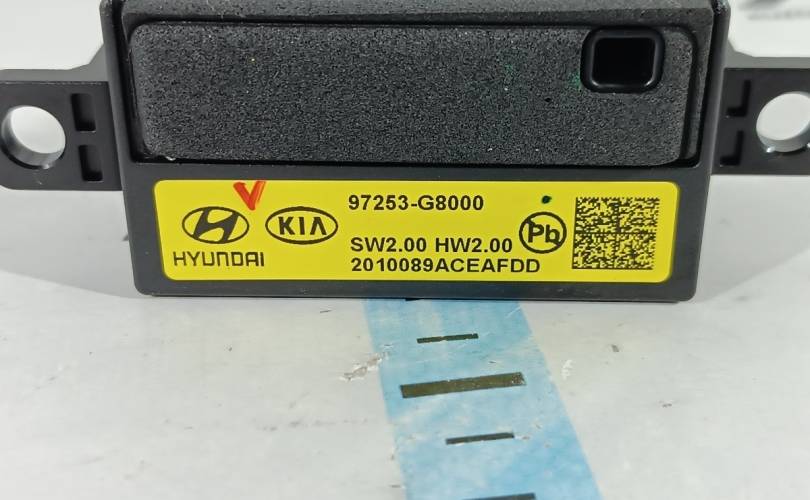 97253-G8000
HYUNDAI
KIA
SW2.00 HW2.00
Pb
2010089ACEAFDD